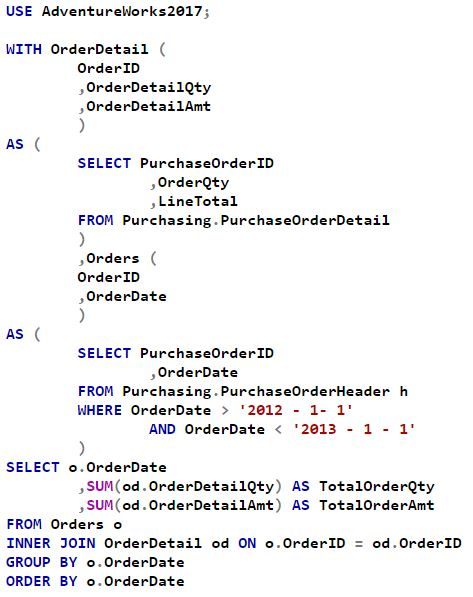 USE AdventureWorks2017;
WITH OrderDetail (
OrderID
,OrderDetailQty
,OrderDetailAmt
)
AS (
SELECT PurchaseOrderID
,OrderQty
,LineTotal
FROM Purchasing.PurchaseOrderDetail
)
,Orders (
OrderID
,OrderDate
)
AS (
SELECT PurchaseOrderID
,OrderDate
FROM Purchasing.PurchaseOrderHeader h
WHERE OrderDate > '2012 - 1- 1'
AND OrderDate < '2013 - 1 - 1'
)
SELECT o.OrderDate
,SUM(od.OrderDetailQty) AS TotalOrderQty
,SUM(od.OrderDetailAmt) AS TotalOrderAmt
FROM Orders o
INNER JOIN OrderDetail od ON o.OrderID = od.OrderID
GROUP BY o.OrderDate
ORDER BY o.OrderDate